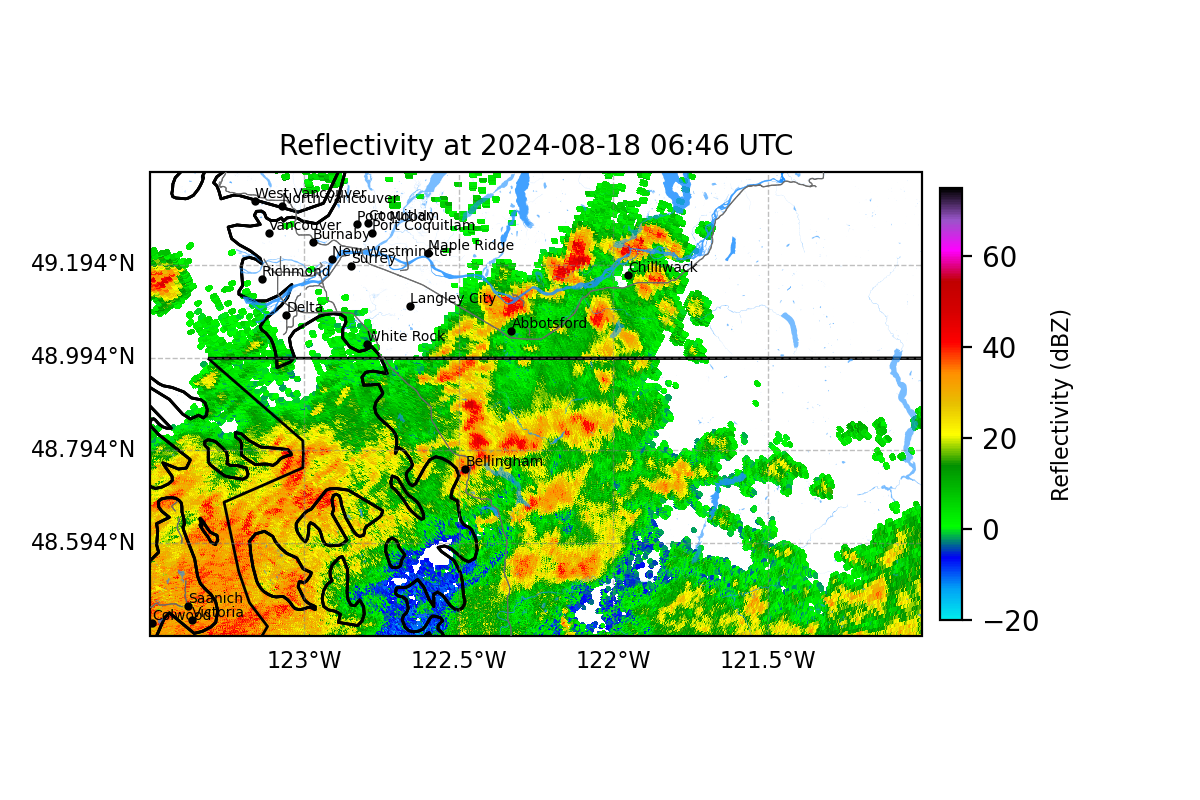 Reflectivity at 2024-08-18 06:46 UTC
West Vancouver
North Vancouver
Port Moody
Coquitlam
Vancouver
Port Coquitlam
Burnaby
Maple Ridge
New Westminster
Surrey
Richmond
Chilliwack
Langley City
Delta
Abbotsford
White Rock
Bellingham
Saanich
Victoria
Colwood
49.194°N
48.994°N
48.794°N
48.594°N
123°W
122.5°W
122°W
121.5°W
60
40
20
0
−20
Reflectivity (dBZ)